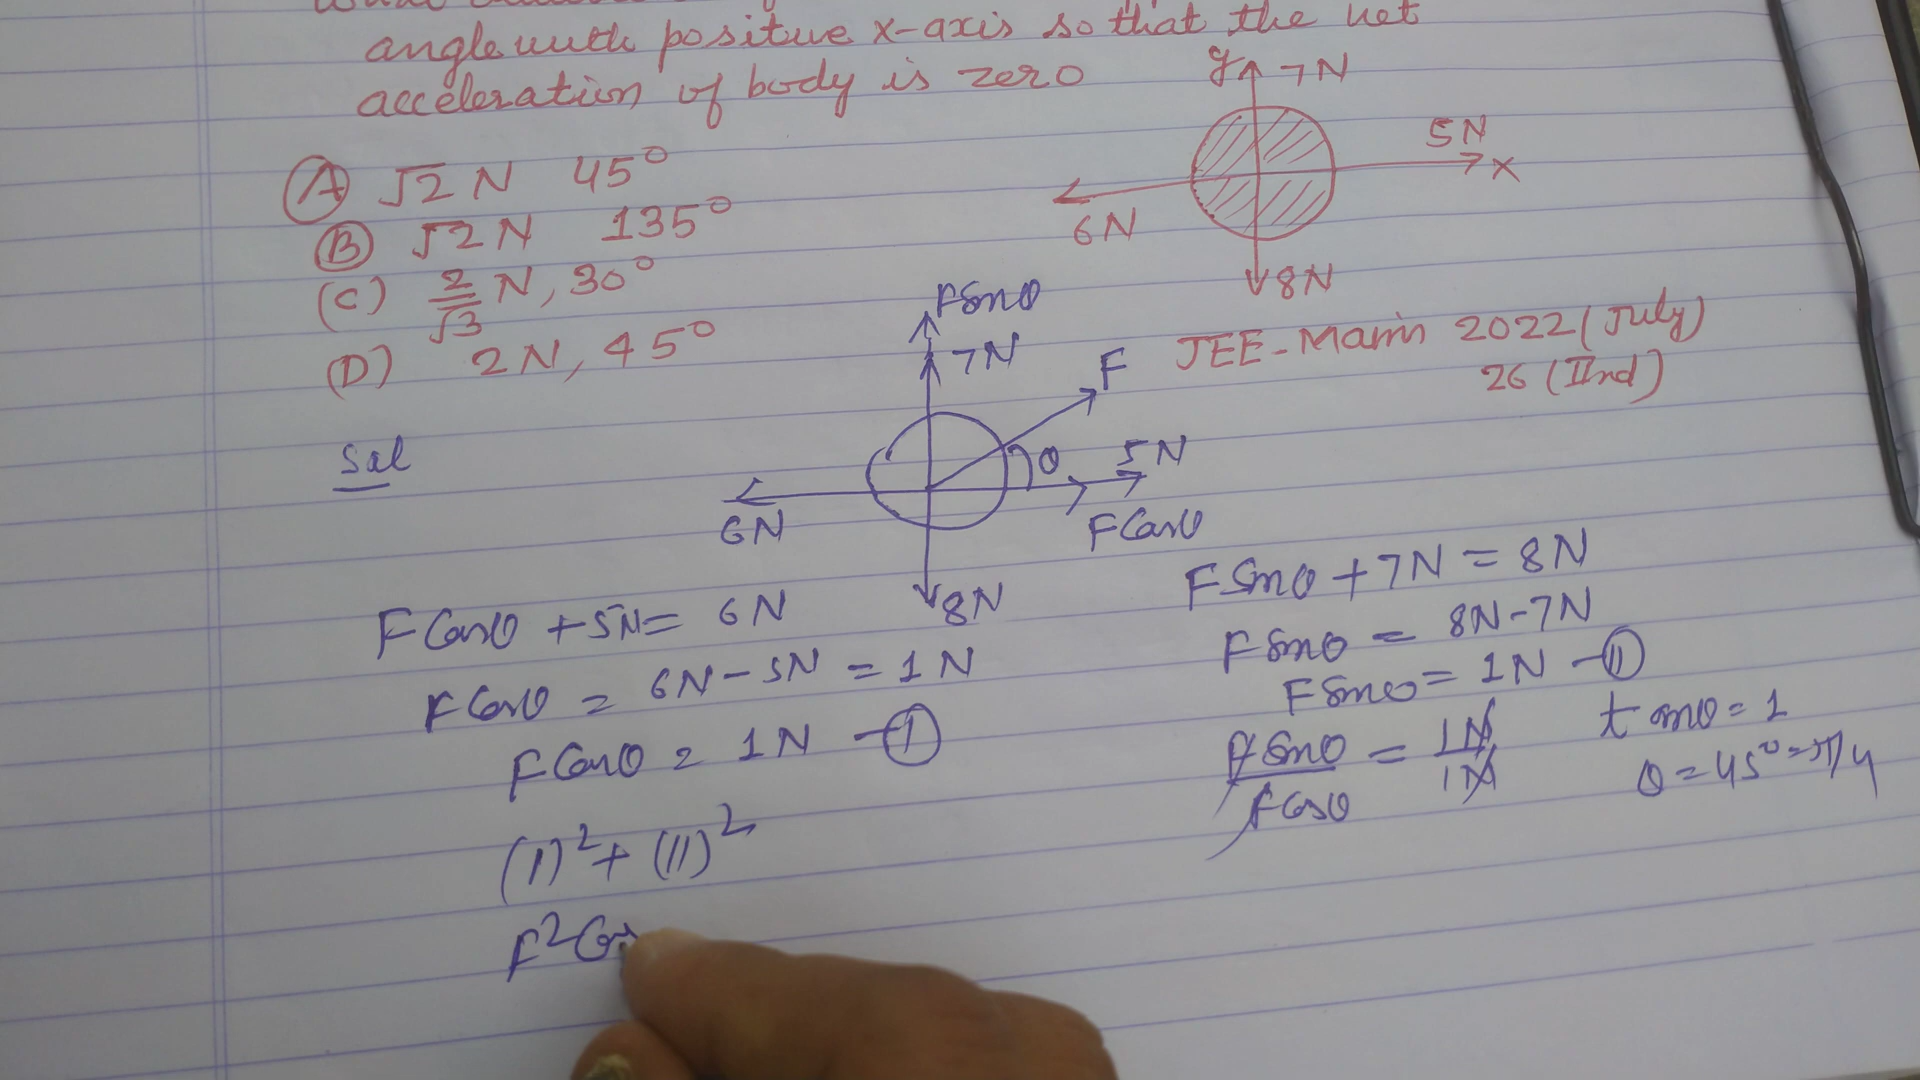 angle with positive x-axis so that the net
acceleration of body is zero
y 7N
5N
x
6N
8N
(A) √2 N 45°
(B) √2 N 135°
(C) 2/√3 N, 30°
(D) 2N, 45°
JEE-Main 2022 (July)
26 (IInd)
Sol
F Sinθ
7N
F
θ
5N
F Cosθ
6N
8N
F Cosθ + 5N = 6N
F Cosθ = 6N - 5N = 1N
F Cosθ = 1N - (I)
(I)² + (II)²
F² Cos
F Sinθ + 7N = 8N
F Sinθ = 8N - 7N
F Sinθ = 1N - (II)
F Sinθ/F Cosθ = 1N/1N
tanθ = 1
θ = 45° = π/4